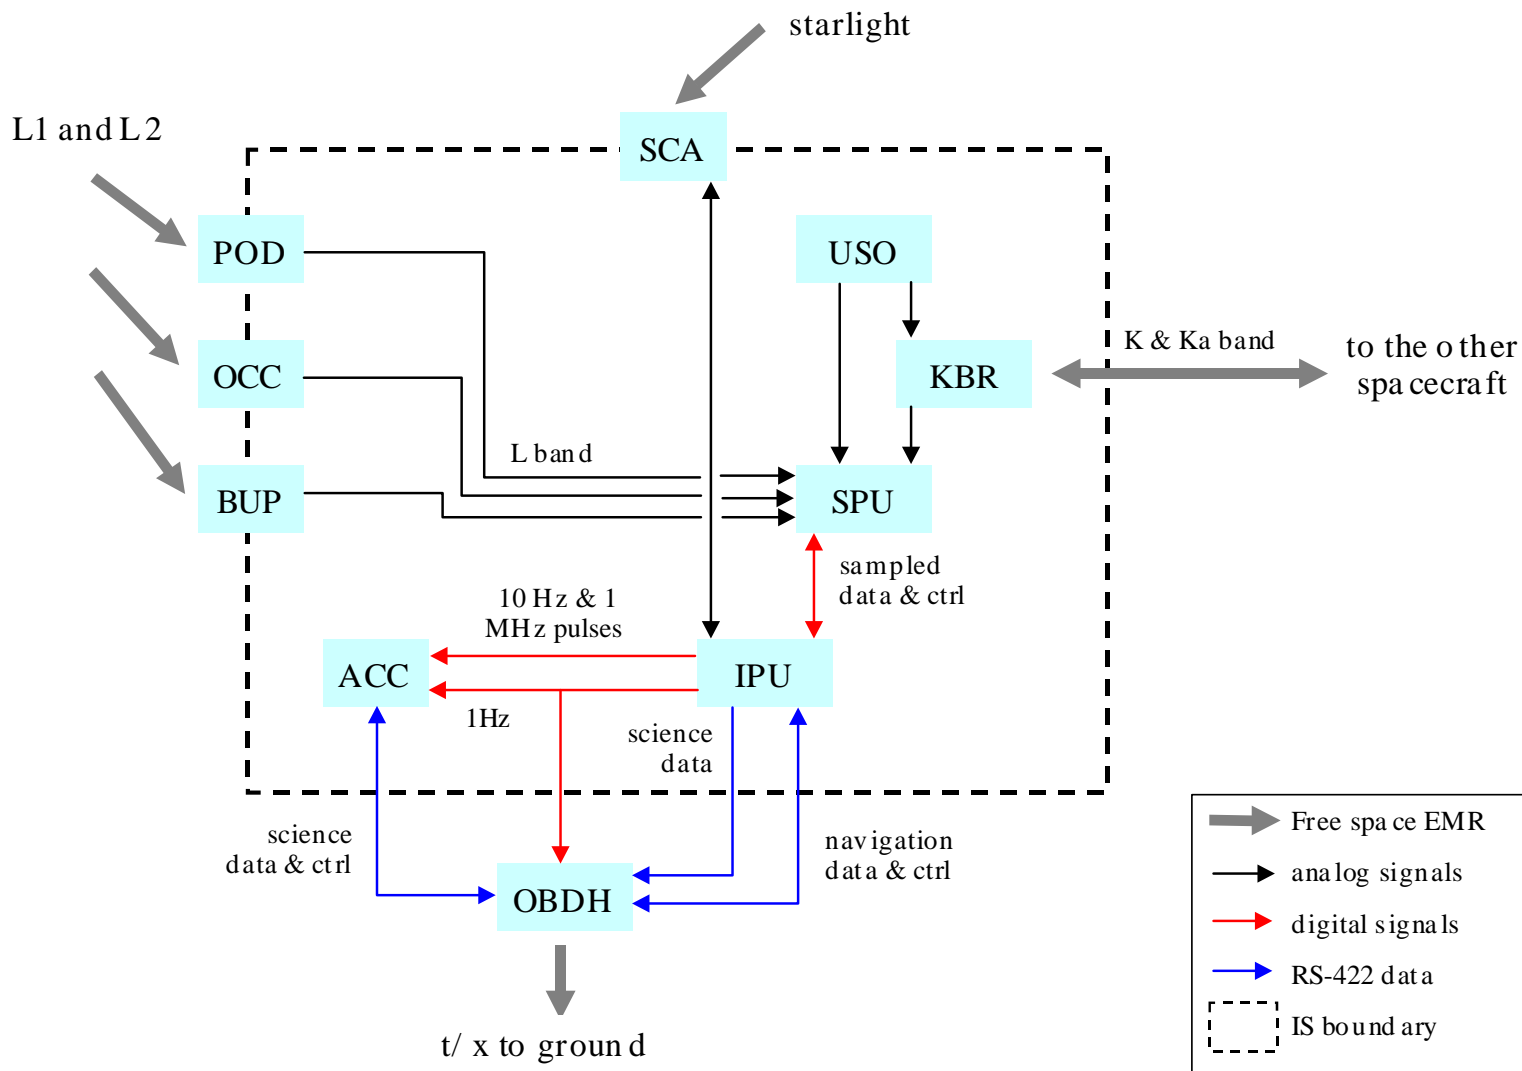 starlight
L1 and L2
SCA
POD
USO
OCC
KBR
K & Ka band
to the other
spacecraft
L band
BUP
SPU
sampled
data & ctrl
10 Hz & 1
MHz pulses
ACC
IPU
1Hz
science
data
science
data & ctrl
navigation
data & ctrl
OBDH
t/x to ground
Free space EMR
analog signals
digital signals
RS-422 data
IS boundary